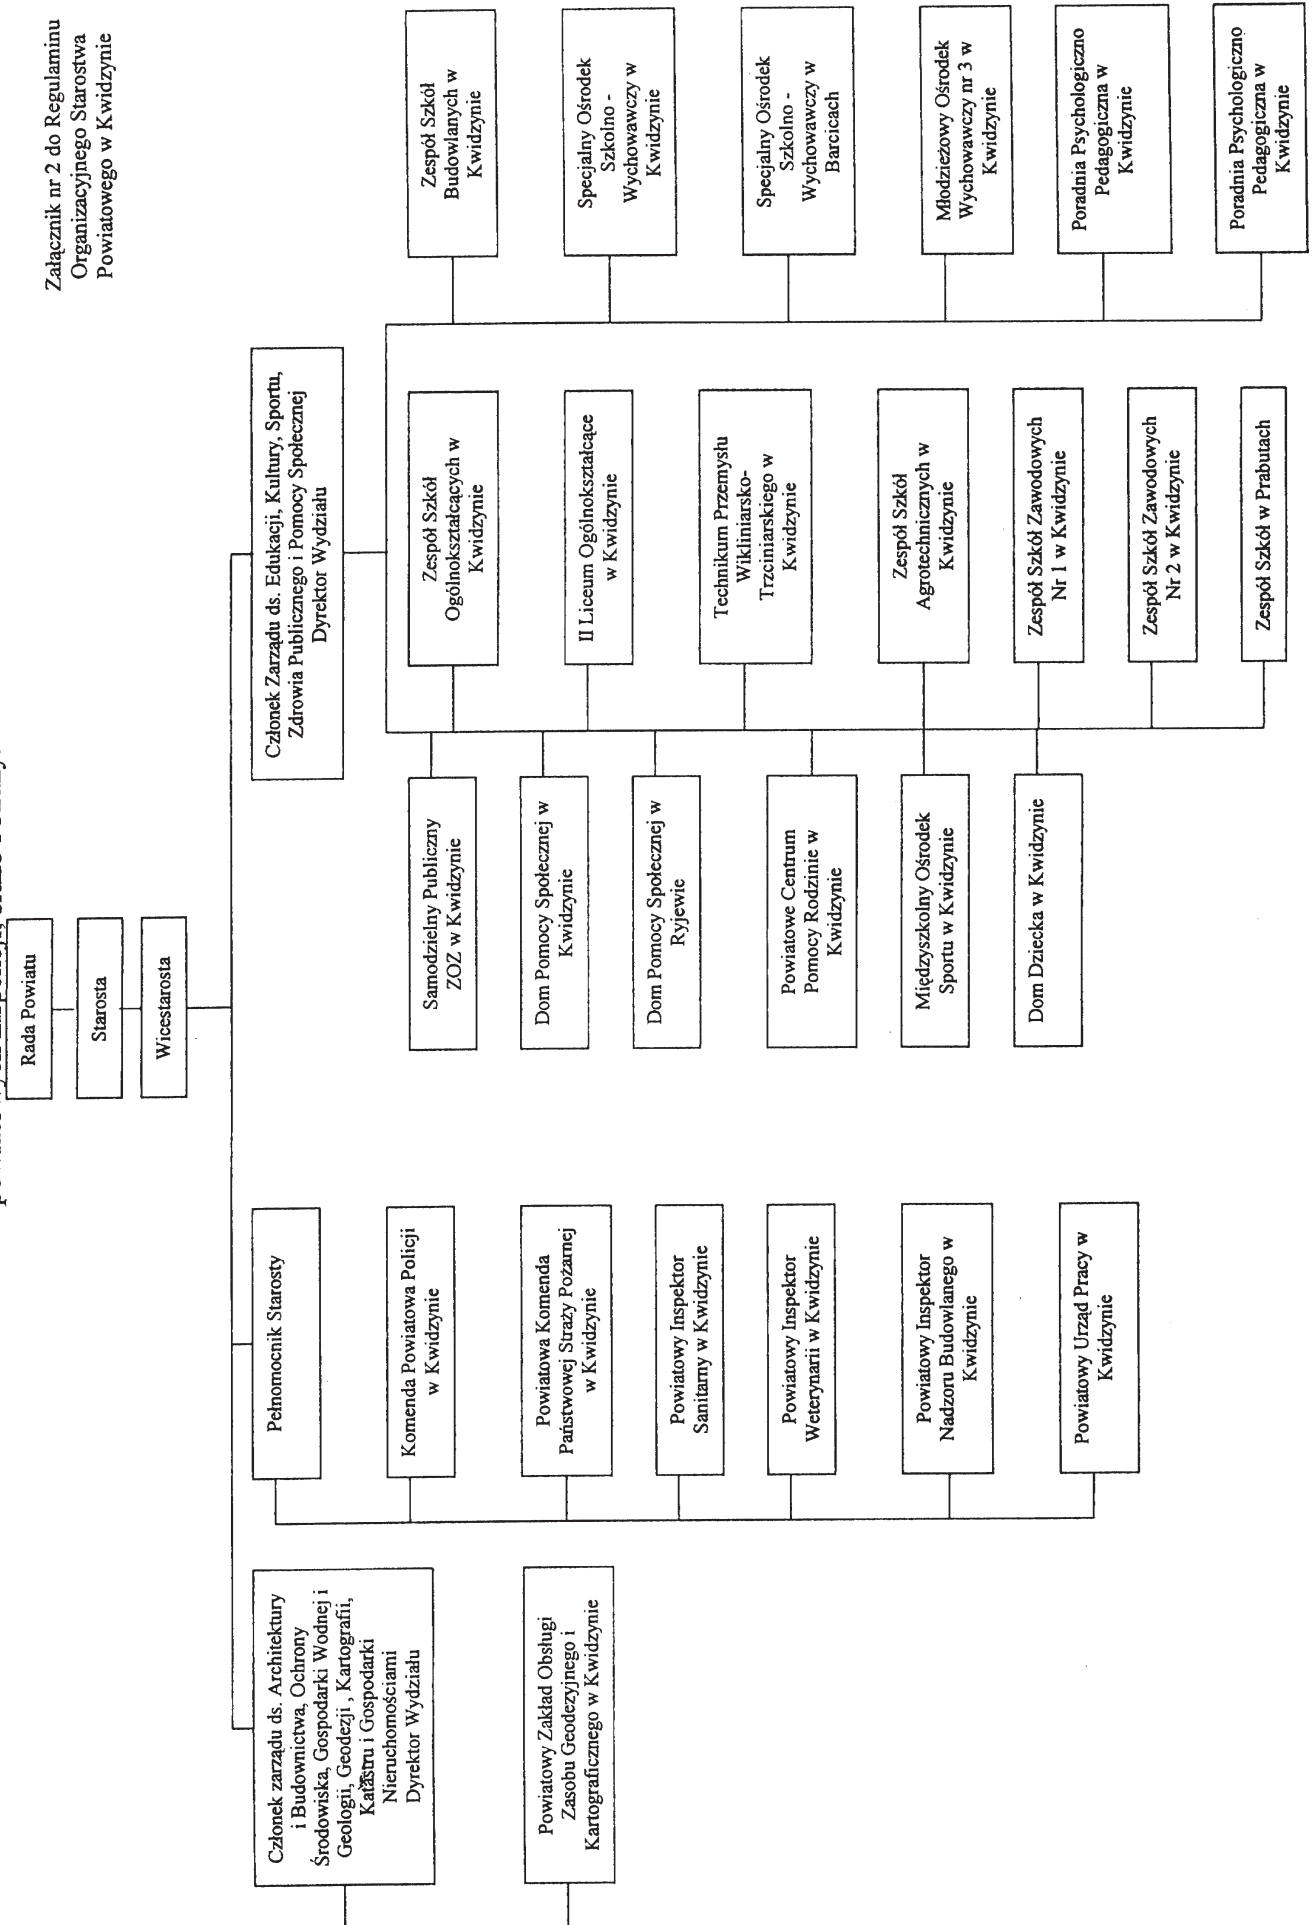 Załącznik nr 2 do Regulaminu
Organizacyjnego Starostwa
Powiatowego w Kwidzynie
Rada Powiatu
Starosta
Wicestarosta
Członek zarządu ds. Architektury
i Budownictwa, Ochrony
Środowiska, Gospodarki Wodnej i
Geologii, Geodezji , Kartografii,
Katastru i Gospodarki
Nieruchomościami
Dyrektor Wydziału
Powiatowy Zakład Obsługi
Zasobu Geodezyjnego i
Kartograficznego w Kwidzynie
Pełnomocnik Starosty
Komenda Powiatowa Policji
w Kwidzynie
Powiatowa Komenda
Państwowej Straży Pożarnej
w Kwidzynie
Powiatowy Inspektor
Sanitarny w Kwidzynie
Powiatowy Inspektor
Weterynarii w Kwidzynie
Powiatowy Inspektor
Nadzoru Budowlanego w
Kwidzynie
Powiatowy Urząd Pracy w
Kwidzynie
Członek Zarządu ds. Edukacji, Kultury, Sportu,
Zdrowia Publicznego i Pomocy Społecznej
Dyrektor Wydziału
Samodzielny Publiczny
ZOZ w Kwidzynie
Dom Pomocy Społecznej w
Kwidzynie
Dom Pomocy Społecznej w
Ryjewie
Powiatowe Centrum
Pomocy Rodzinie w
Kwidzynie
Międzyszkolny Ośrodek
Sportu w Kwidzynie
Dom Dziecka w Kwidzynie
Zespół Szkół
Ogólnokształcących w
Kwidzynie
II Liceum Ogólnokształcące
w Kwidzynie
Technikum Przemysłu
Wikliniarsko-
Trzciniarskiego w
Kwidzynie
Zespół Szkół
Agrotechnicznych w
Kwidzynie
Zespół Szkół Zawodowych
Nr 1 w Kwidzynie
Zespół Szkół Zawodowych
Nr 2 w Kwidzynie
Zespół Szkół w Prabutach
Zespół Szkół
Budowlanych w
Kwidzynie
Specjalny Ośrodek
Szkolno -
Wychowawczy w
Kwidzynie
Specjalny Ośrodek
Szkolno -
Wychowawczy w
Barcicach
Młodzieżowy Ośrodek
Wychowawczy nr 3 w
Kwidzynie
Poradnia Psychologiczno
Pedagogiczna w
Kwidzynie
Poradnia Psychologiczno
Pedagogiczna w
Kwidzynie